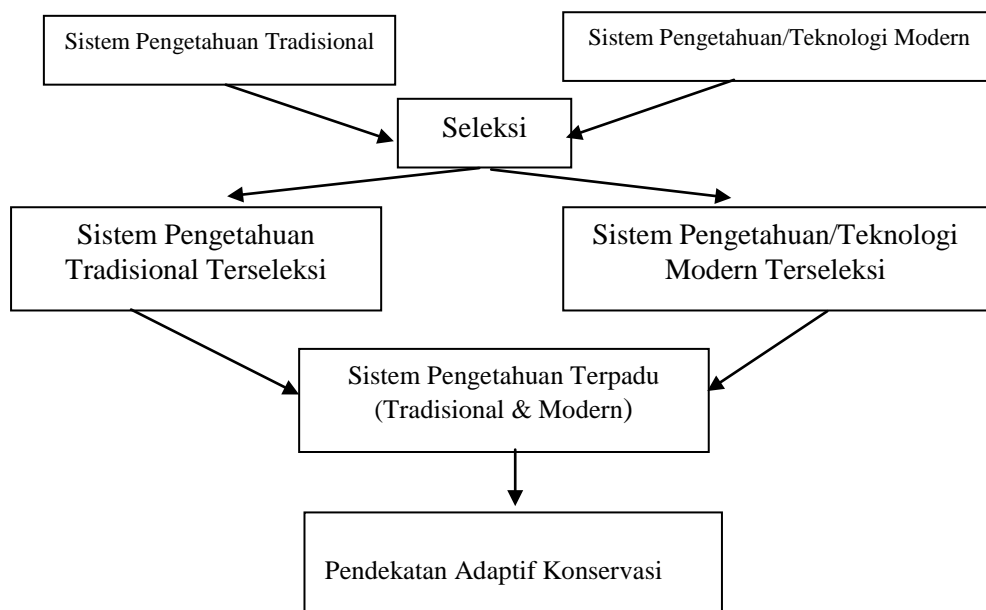 Sistem Pengetahuan Tradisional
Sistem Pengetahuan/Teknologi Modern
Seleksi
Sistem Pengetahuan
Tradisional Terseleksi
Sistem Pengetahuan/Teknologi
Modern Terseleksi
Sistem Pengetahuan Terpadu
(Tradisional & Modern)
Pendekatan Adaptif Konservasi